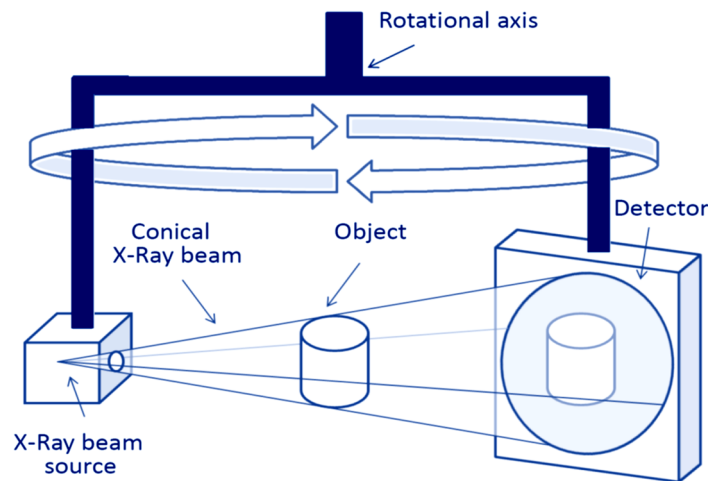 Rotational axis
Conical
X-Ray beam
Object
Detector
X-Ray beam
source